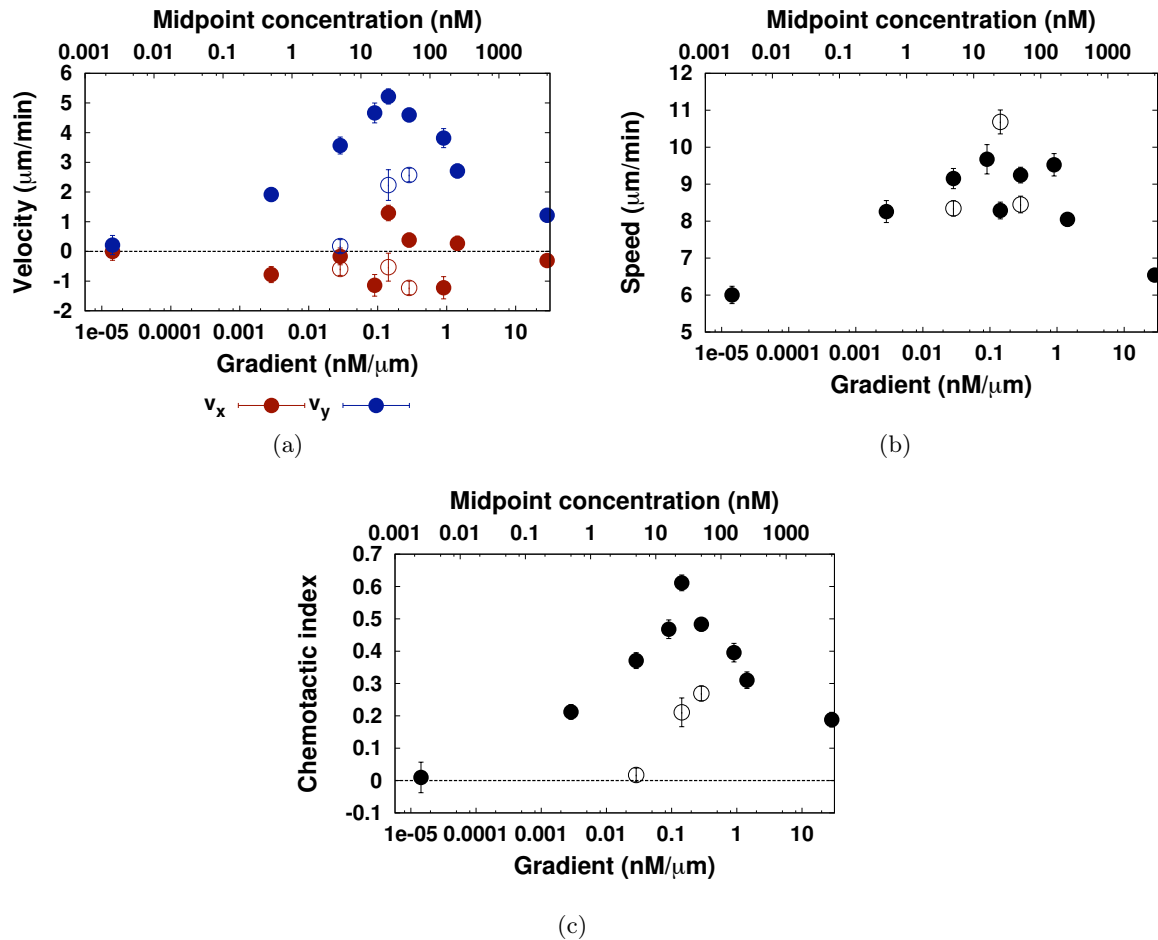 Midpoint concentration (nM)
0.001 0.01 0.1 1 10 100 1000
Velocity (μm/min)
6
5
4
3
2
1
0
-1
-2
1e-05 0.0001 0.001 0.01 0.1 1 10
Gradient (nM/μm)
v_x v_y
(a)
Midpoint concentration (nM)
0.001 0.01 0.1 1 10 100 1000
Speed (μm/min)
12
11
10
9
8
7
6
5
1e-05 0.0001 0.001 0.01 0.1 1 10
Gradient (nM/μm)
(b)
Midpoint concentration (nM)
0.001 0.01 0.1 1 10 100 1000
Chemotactic index
0.7
0.6
0.5
0.4
0.3
0.2
0.1
0
-0.1
1e-05 0.0001 0.001 0.01 0.1 1 10
Gradient (nM/μm)
(c)